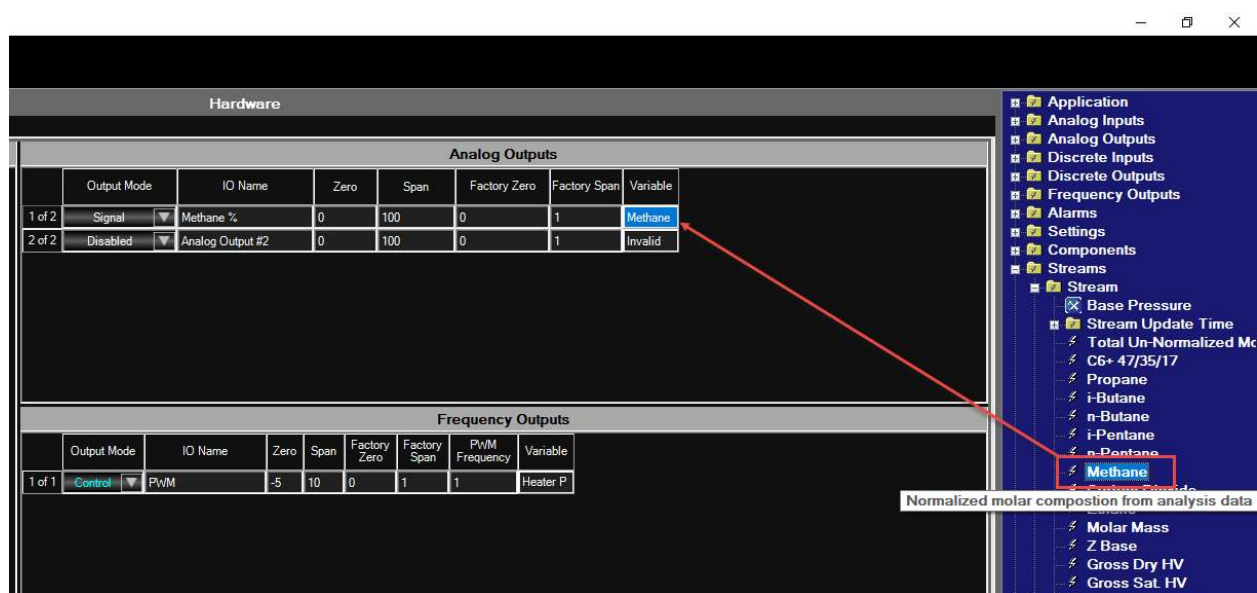 Hardware
Analog Outputs
Output Mode IO Name Zero Span Factory Zero Factory Span Variable
1 of 2 Signal Methane % 0 100 0 1 Methane
2 of 2 Disabled Analog Output #2 0 100 0 1 Invalid
Frequency Outputs
Output Mode IO Name Zero Span Factory Zero Factory Span PWM Frequency Variable
1 of 1 Control PWM -5 10 0 1 1 Heater P
Application
Analog Inputs
Analog Outputs
Discrete Inputs
Discrete Outputs
Frequency Outputs
Alarms
Settings
Components
Streams
Stream
Base Pressure
Stream Update Time
Total Un-Normalized Mc
C6+ 47/35/17
Propane
i-Butane
n-Butane
i-Pentane
n-Pentane
Methane
Normalized molar compostion from analysis data
Molar Mass
Z Base
Gross Dry HV
Gross Sat. HV